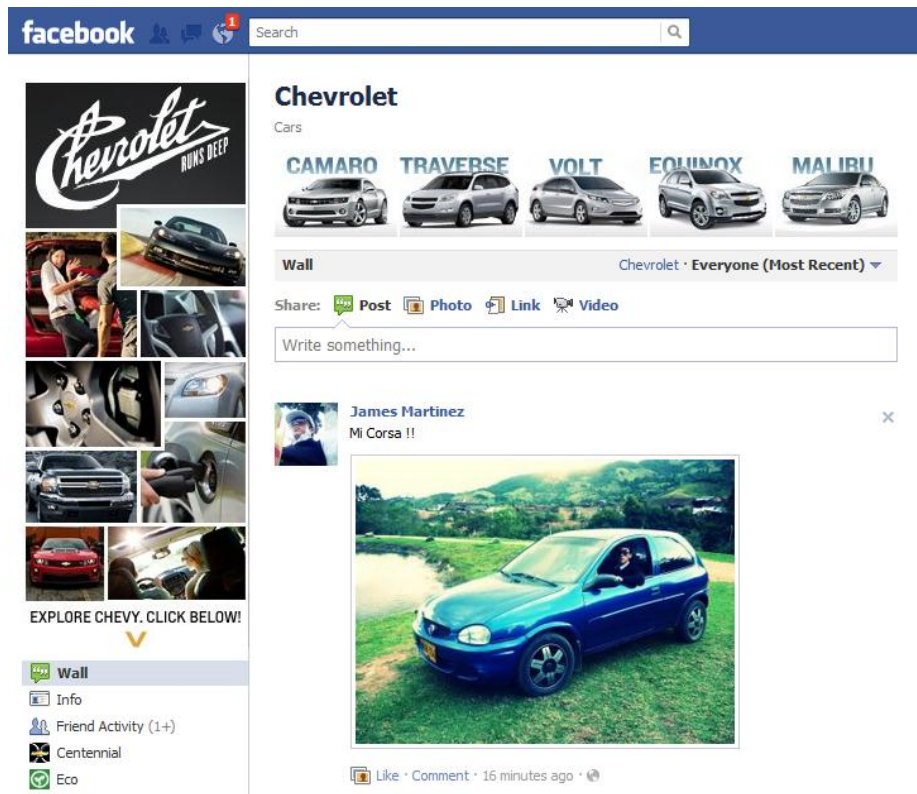 facebook
1
Search
Chevrolet
RUNS DEEP
EXPLORE CHEVY. CLICK BELOW!
Wall
Info
Friend Activity (1+)
Centennial
Eco
Chevrolet
Cars
CAMARO TRAVERSE VOLT EQUINOX MALIBU
Wall Chevrolet · Everyone (Most Recent)
Share: Post Photo Link Video
Write something...
James Martinez
Mi Corsa !!
Like · Comment · 16 minutes ago ·